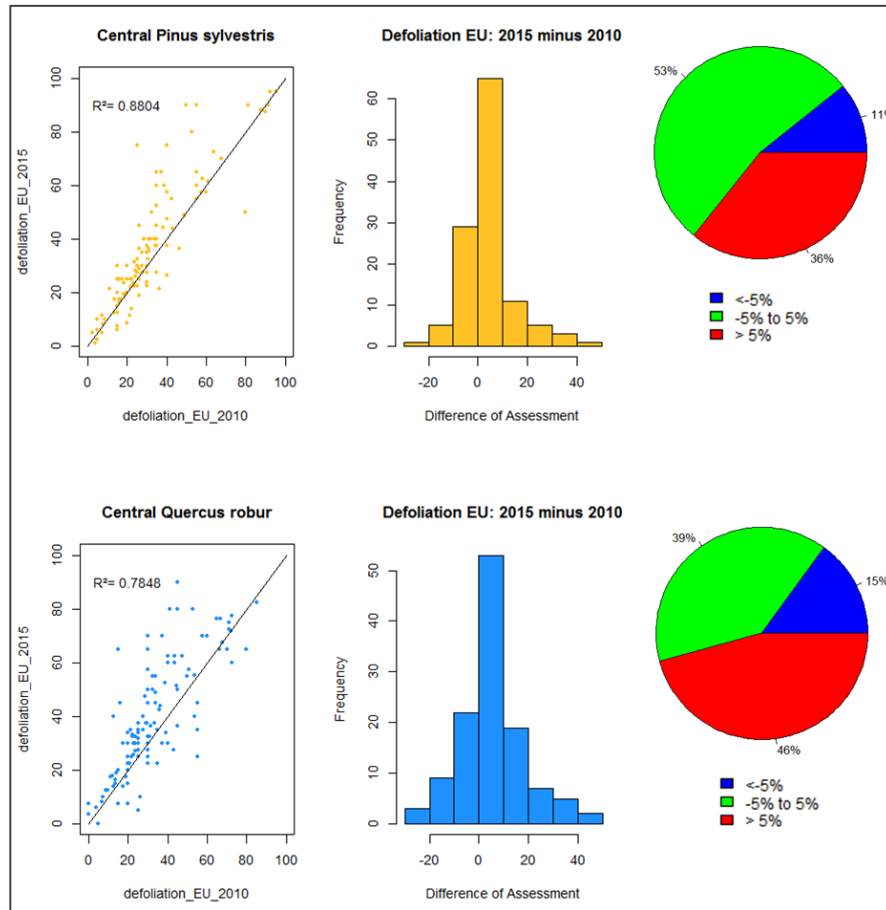 Central Pinus sylvestris
R²= 0.8804
defoliation_EU_2015
0 20 40 60 80 100
0 20 40 60 80 100
defoliation_EU_2010
Defoliation EU: 2015 minus 2010
Frequency
0 10 20 30 40 50 60
-20 0 20 40
Difference of Assessment
53%
11%
36%
<-5%
-5% to 5%
> 5%
Central Quercus robur
R²= 0.7848
defoliation_EU_2015
0 20 40 60 80 100
0 20 40 60 80 100
defoliation_EU_2010
Defoliation EU: 2015 minus 2010
Frequency
0 10 20 30 40 50
-20 0 20 40
Difference of Assessment
39%
15%
46%
<-5%
-5% to 5%
> 5%